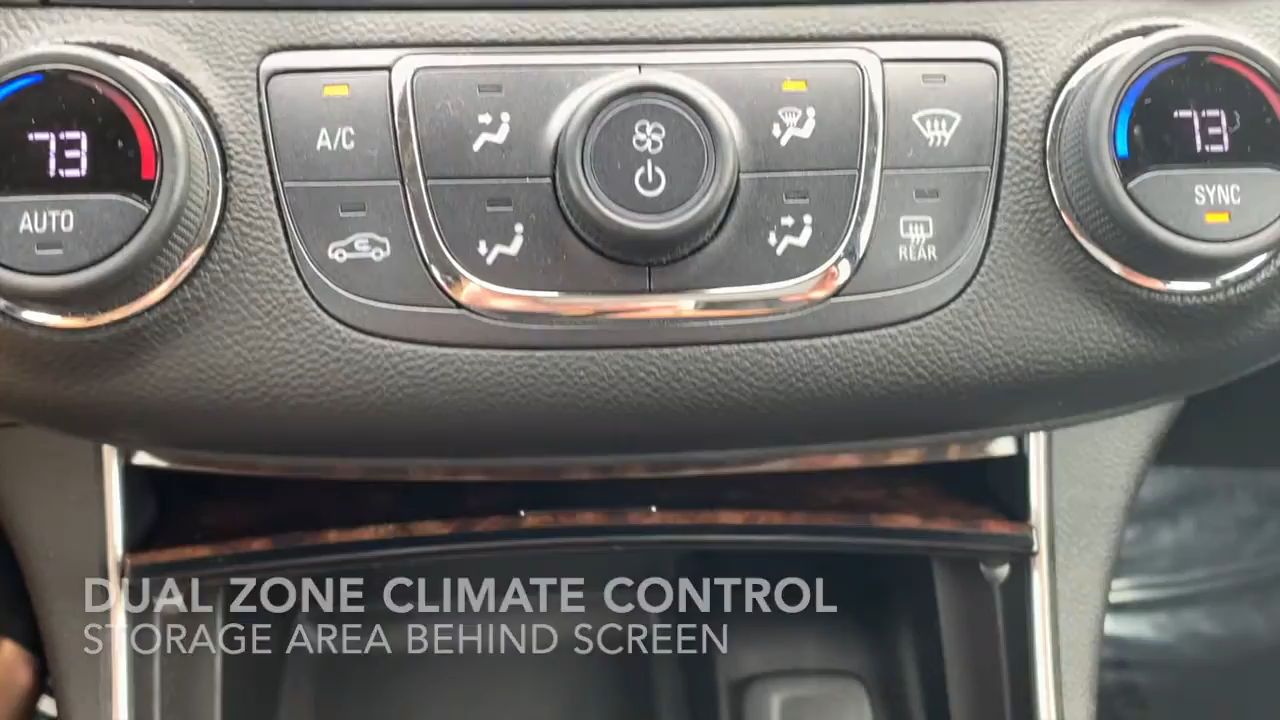 73
AUTO
A/C
REAR
73
SYNC
DUAL ZONE CLIMATE CONTROL
STORAGE AREA BEHIND SCREEN